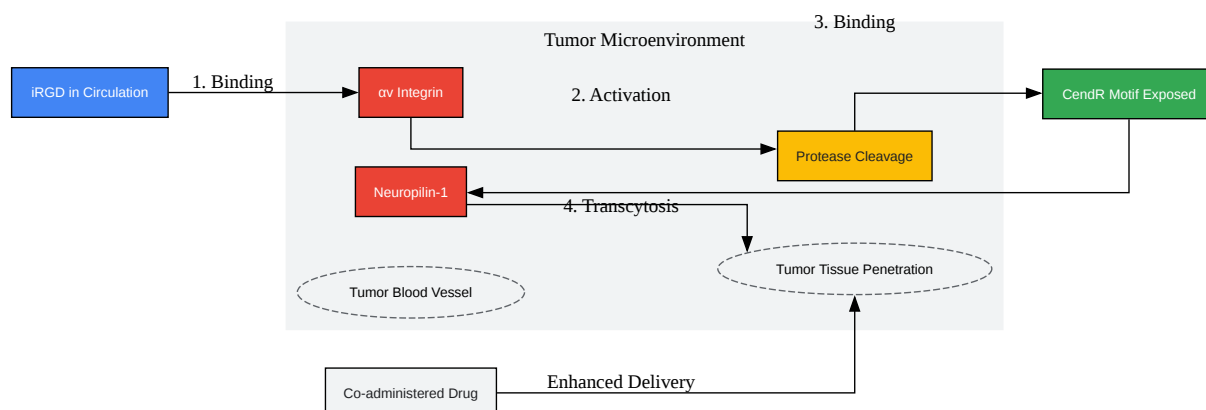 3. Binding
Tumor Microenvironment
iRGD in Circulation
1. Binding
αv Integrin
2. Activation
CendR Motif Exposed
Protease Cleavage
Neuropilin-1
4. Transcytosis
Tumor Tissue Penetration
Tumor Blood Vessel
Enhanced Delivery
Co-administered Drug